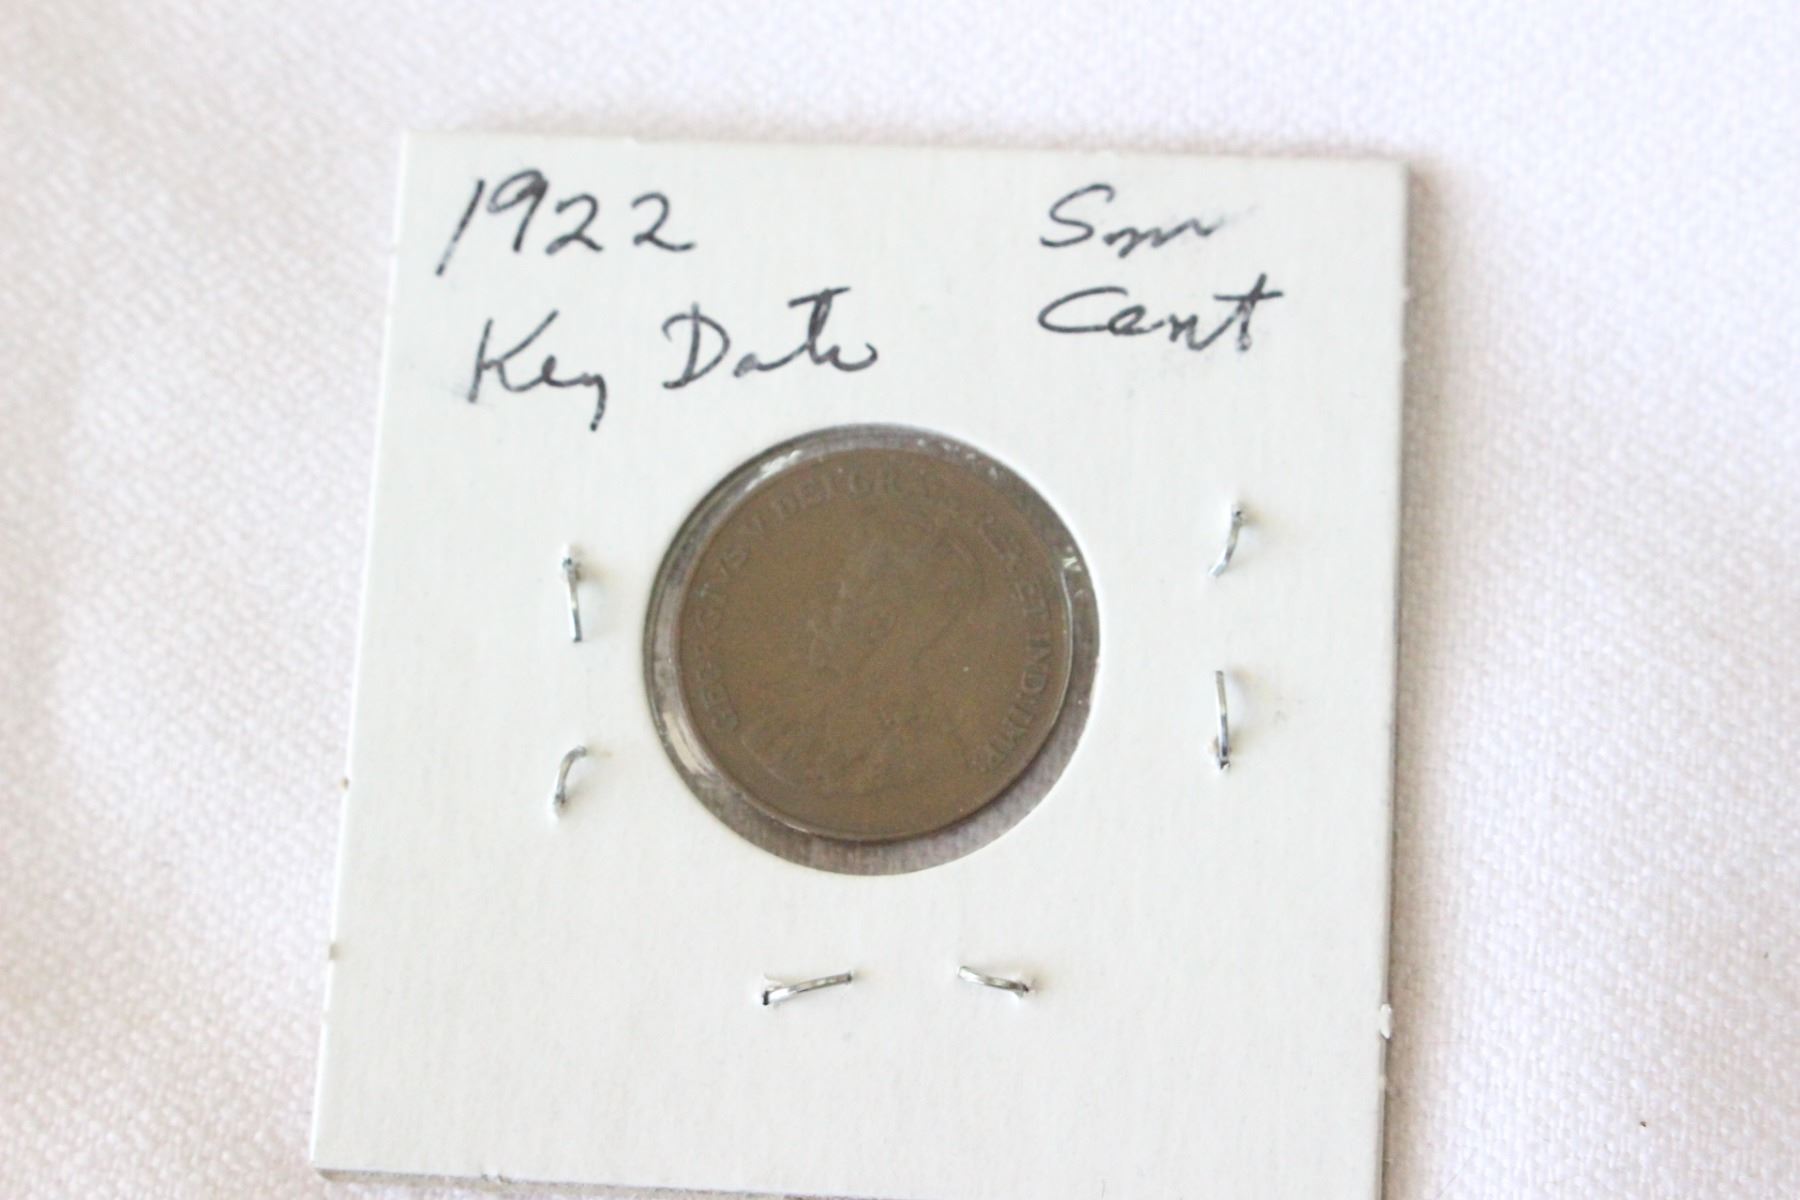 1922
Key Date
Sm
Cent
GEORGIVS V DEI GRA: REX ET IND:IMP: